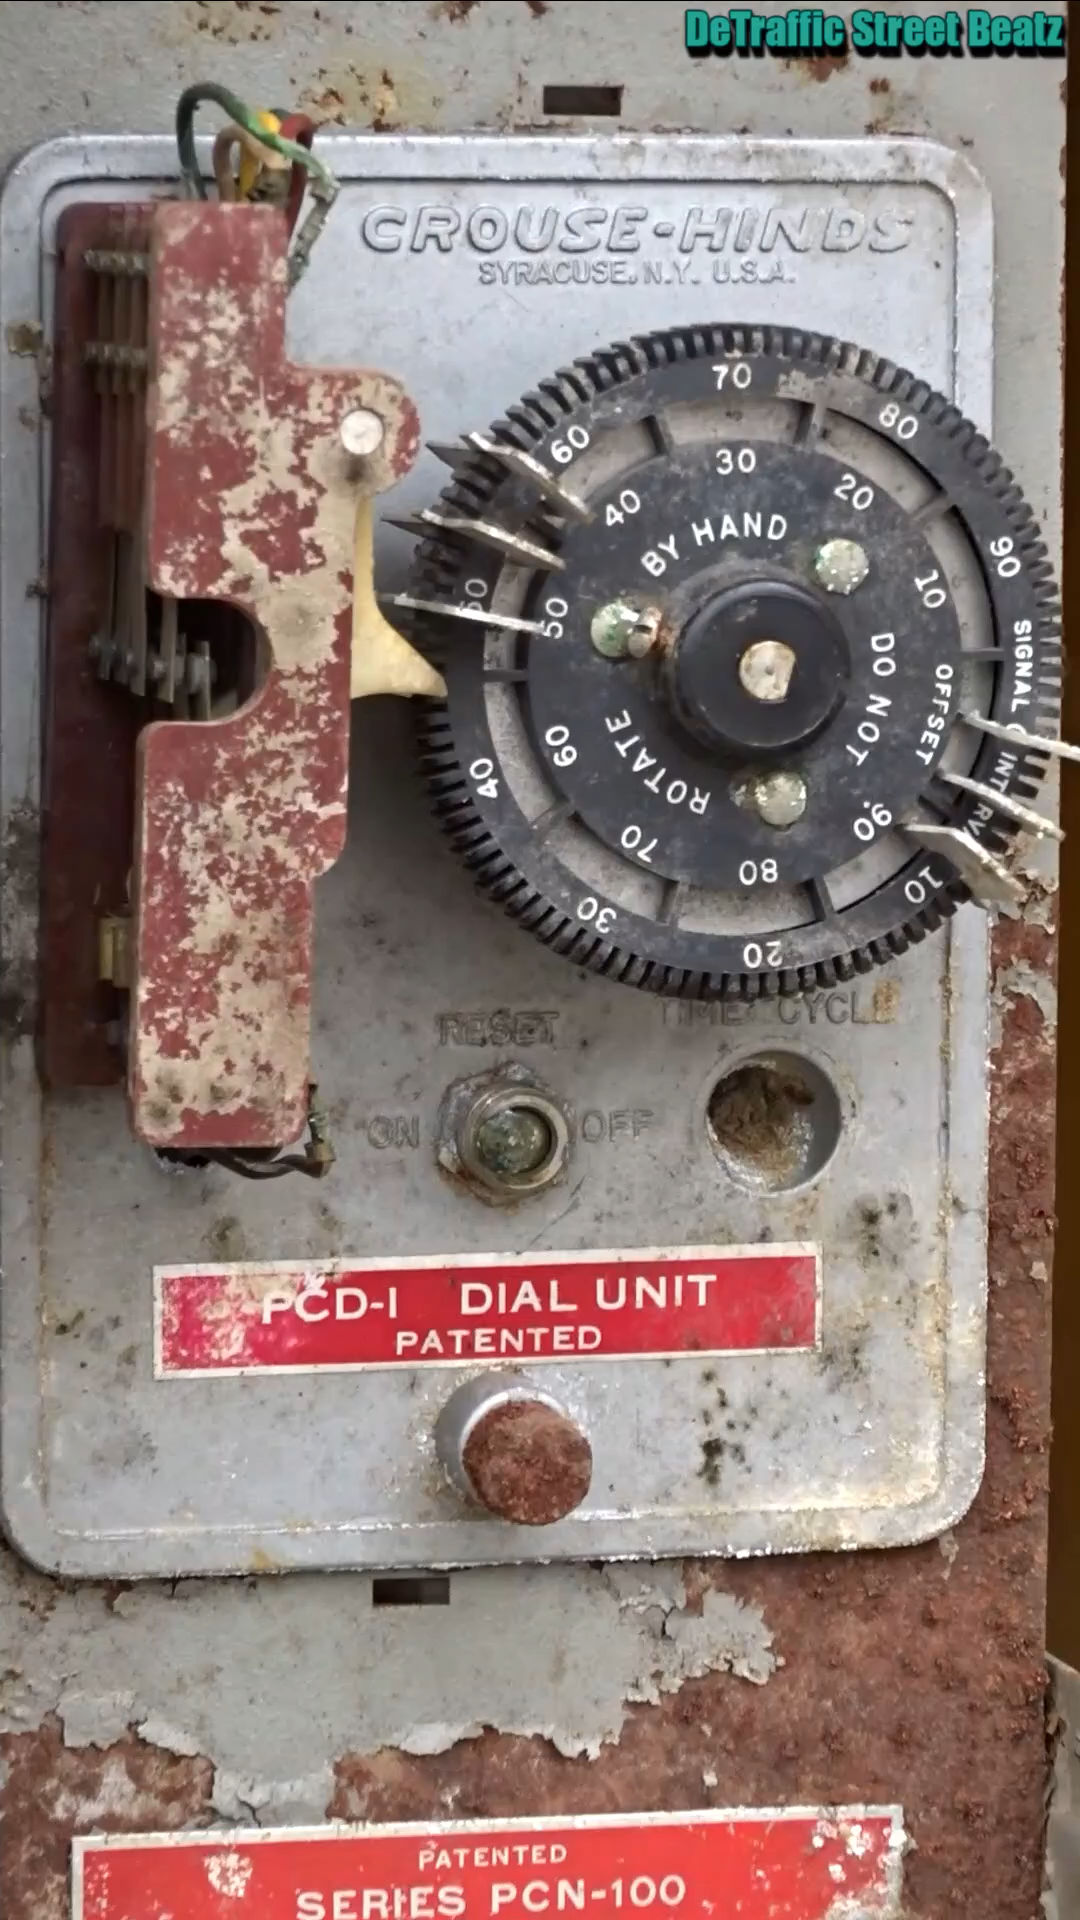 DeTraffic Street Beatz
CROUSE-HINDS
SYRACUSE, N.Y. U.S.A.
70
80
90
SIGNAL
10
20
30
40
50
60
30
20
10
OFFSET
90
80
70
60
50
40
BY HAND
DO NOT
ROTATE
RESET
TIME CYCLE
ON
OFF
PCD-1 DIAL UNIT
PATENTED
PATENTED
SERIES PCN-100